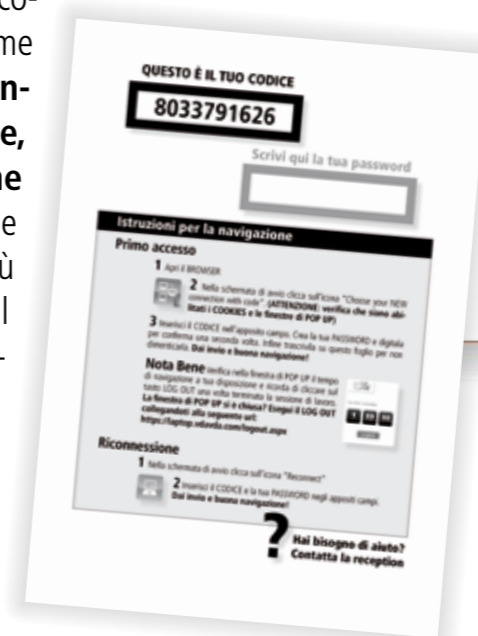 co-
me
n-
e,
ne
e
ù
l
-
QUESTO È IL TUO CODICE
8033791626
Scrivi qui la tua password
Istruzioni per la navigazione
Primo accesso
1 Apri il BROWSER
2 Nella schermata di avvio clicca sull'icona "Choose your NEW
connection with code". (ATTENZIONE: verifica che siano abi-
litati i COOKIES e le finestre di POP UP)
3 Inserisci il CODICE nell'apposito campo. Crea la tua PASSWORD e digitala
per conferma una seconda volta. Infine trascrivila su questo foglio per non
dimenticarla. Dai invio e buona navigazione!
Nota Bene Verifica nella finestra di POP UP il tempo
di navigazione a tua disposizione e ricorda di cliccare sul
tasto LOG OUT una volta terminata la sessione di lavoro.
La finestra di POP UP si è chiusa? Esegui il LOG OUT
collegandoti alla seguente url:
Riconnessione
1 Nella schermata di avvio clicca sull'icona "Reconnect"
2 Inserisci il CODICE e la tua PASSWORD negli appositi campi.
Dai invio e buona navigazione!
? Hai bisogno di aiuto?
Contatta la reception